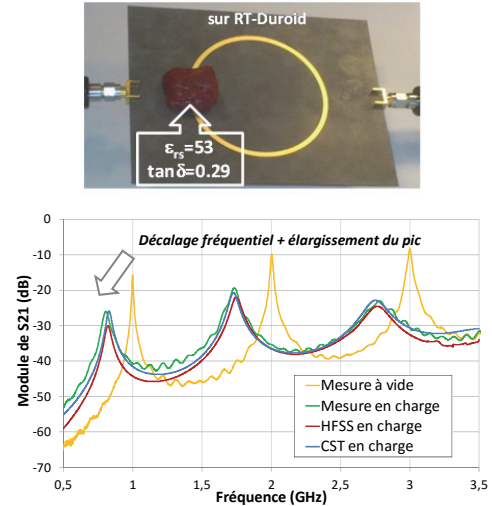 sur RT-Duroid
εrs=53
tanδ=0.29
Décalage fréquentiel + élargissement du pic
Module de S21 (dB)
0
-10
-20
-30
-40
-50
-60
-70
Mesure à vide
Mesure en charge
HFSS en charge
CST en charge
0,5
1
1,5
2
2,5
3
3,5
Fréquence (GHz)